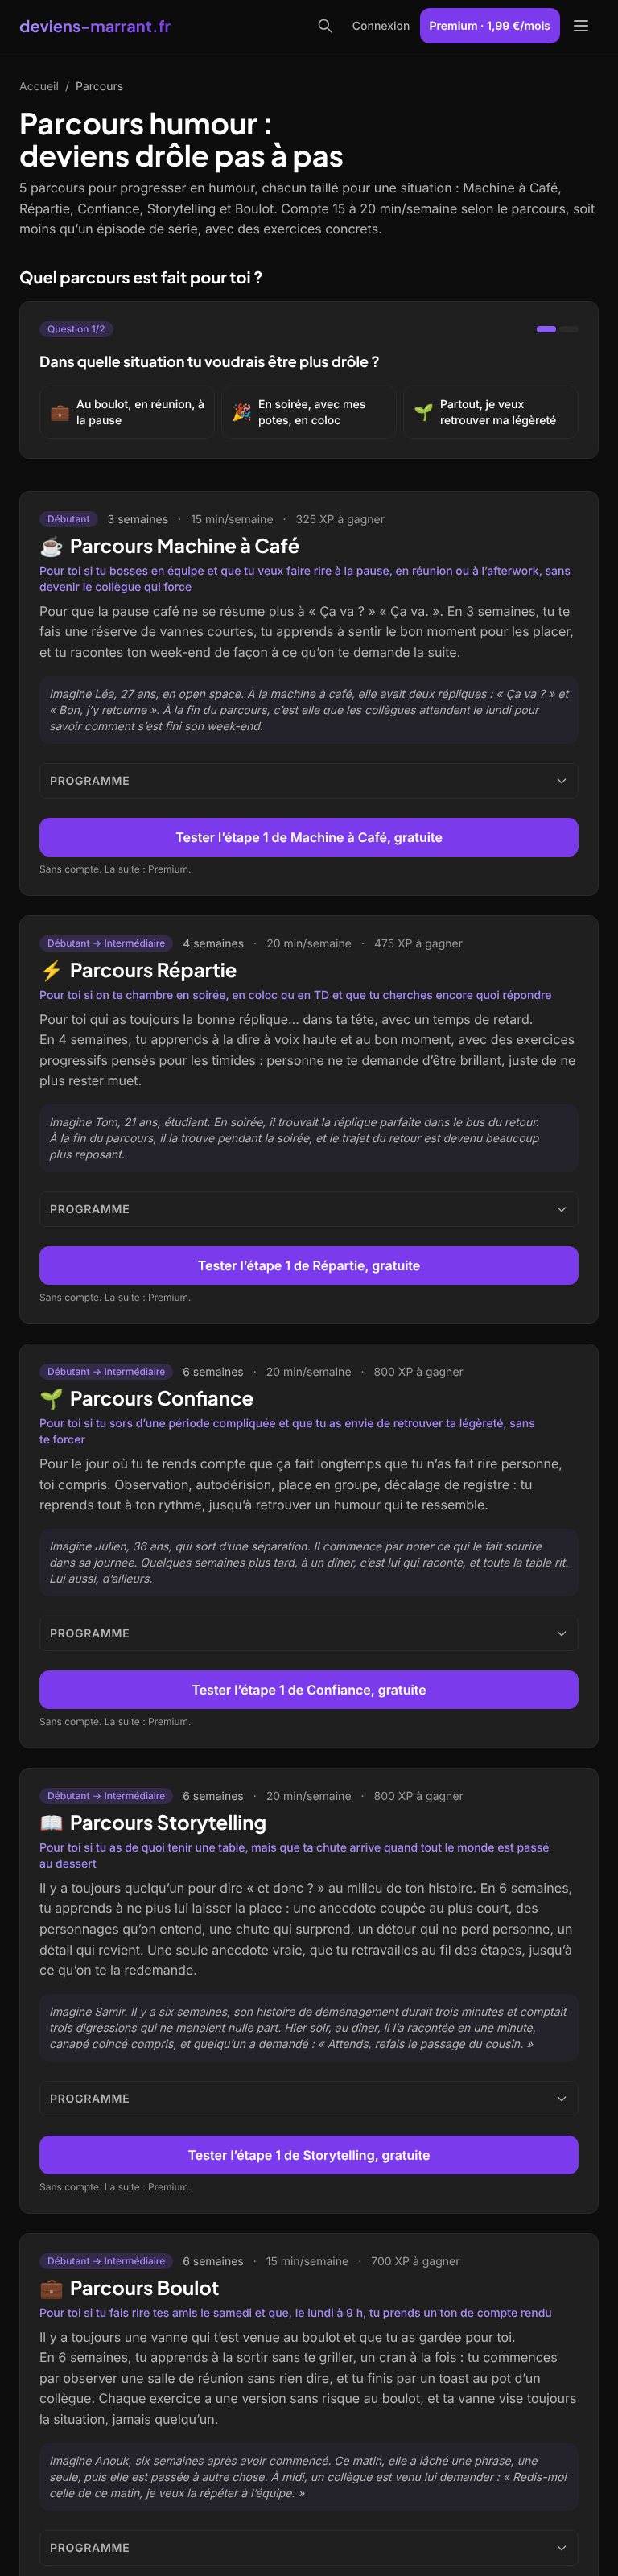 deviens-marrant.fr
Connexion
Premium · 1,99 €/mois
Accueil / Parcours
Parcours humour :
deviens drôle pas à pas
5 parcours pour progresser en humour, chacun taillé pour une situation : Machine à Café,
Répartie, Confiance, Storytelling et Boulot. Compte 15 à 20 min/semaine selon le parcours, soit
moins qu’un épisode de série, avec des exercices concrets.
Quel parcours est fait pour toi ?
Question 1/2
Dans quelle situation tu voudrais être plus drôle ?
Au boulot, en réunion, à
la pause
En soirée, avec mes
potes, en coloc
Partout, je veux
retrouver ma légèreté
Débutant 3 semaines · 15 min/semaine · 325 XP à gagner
Parcours Machine à Café
Pour toi si tu bosses en équipe et que tu veux faire rire à la pause, en réunion ou à l’afterwork, sans
devenir le collègue qui force
Pour que la pause café ne se résume plus à « Ça va ? » « Ça va. ». En 3 semaines, tu te
fais une réserve de vannes courtes, tu apprends à sentir le bon moment pour les placer,
et tu racontes ton week-end de façon à ce qu’on te demande la suite.
Imagine Léa, 27 ans, en open space. À la machine à café, elle avait deux répliques : « Ça va ? » et
« Bon, j’y retourne ». À la fin du parcours, c’est elle que les collègues attendent le lundi pour
savoir comment s’est fini son week-end.
PROGRAMME
Tester l’étape 1 de Machine à Café, gratuite
Sans compte. La suite : Premium.
Débutant → Intermédiaire 4 semaines · 20 min/semaine · 475 XP à gagner
Parcours Répartie
Pour toi si on te chambre en soirée, en coloc ou en TD et que tu cherches encore quoi répondre
Pour toi qui as toujours la bonne réplique… dans ta tête, avec un temps de retard.
En 4 semaines, tu apprends à la dire à voix haute et au bon moment, avec des exercices
progressifs pensés pour les timides : personne ne te demande d’être brillant, juste de ne
plus rester muet.
Imagine Tom, 21 ans, étudiant. En soirée, il trouvait la réplique parfaite dans le bus du retour.
À la fin du parcours, il la trouve pendant la soirée, et le trajet du retour est devenu beaucoup
plus reposant.
PROGRAMME
Tester l’étape 1 de Répartie, gratuite
Sans compte. La suite : Premium.
Débutant → Intermédiaire 6 semaines · 20 min/semaine · 800 XP à gagner
Parcours Confiance
Pour toi si tu sors d’une période compliquée et que tu as envie de retrouver ta légèreté, sans
te forcer
Pour le jour où tu te rends compte que ça fait longtemps que tu n’as fait rire personne,
toi compris. Observation, autodérision, place en groupe, décalage de registre : tu
reprends tout à ton rythme, jusqu’à retrouver un humour qui te ressemble.
Imagine Julien, 36 ans, qui sort d’une séparation. Il commence par noter ce qui le fait sourire
dans sa journée. Quelques semaines plus tard, à un dîner, c’est lui qui raconte, et toute la table rit.
Lui aussi, d’ailleurs.
PROGRAMME
Tester l’étape 1 de Confiance, gratuite
Sans compte. La suite : Premium.
Débutant → Intermédiaire 6 semaines · 20 min/semaine · 800 XP à gagner
Parcours Storytelling
Pour toi si tu as de quoi tenir une table, mais que ta chute arrive quand tout le monde est passé
au dessert
Il y a toujours quelqu’un pour dire « et donc ? » au milieu de ton histoire. En 6 semaines,
tu apprends à ne plus lui laisser la place : une anecdote coupée au plus court, des
personnages qu’on entend, une chute qui surprend, un détour qui ne perd personne, un
détail qui revient. Une seule anecdote vraie, que tu retravailles au fil des étapes, jusqu’à
ce qu’on te la redemande.
Imagine Samir. Il y a six semaines, son histoire de déménagement durait trois minutes et comptait
trois digressions qui ne menaient nulle part. Hier soir, au dîner, il l’a racontée en une minute,
canapé coincé compris, et quelqu’un a demandé : « Attends, refais le passage du cousin. »
PROGRAMME
Tester l’étape 1 de Storytelling, gratuite
Sans compte. La suite : Premium.
Débutant → Intermédiaire 6 semaines · 15 min/semaine · 700 XP à gagner
Parcours Boulot
Pour toi si tu fais rire tes amis le samedi et que, le lundi à 9 h, tu prends un ton de compte rendu
Il y a toujours une vanne qui t’est venue au boulot et que tu as gardée pour toi.
En 6 semaines, tu apprends à la sortir sans te griller, un cran à la fois : tu commences
par observer une salle de réunion sans rien dire, et tu finis par un toast au pot d’un
collègue. Chaque exercice a une version sans risque au boulot, et ta vanne vise toujours
la situation, jamais quelqu’un.
Imagine Anouk, six semaines après avoir commencé. Ce matin, elle a lâché une phrase, une
seule, puis elle est passée à autre chose. À midi, un collègue est venu lui demander : « Redis-moi
celle de ce matin, je veux la répéter à l’équipe. »
PROGRAMME